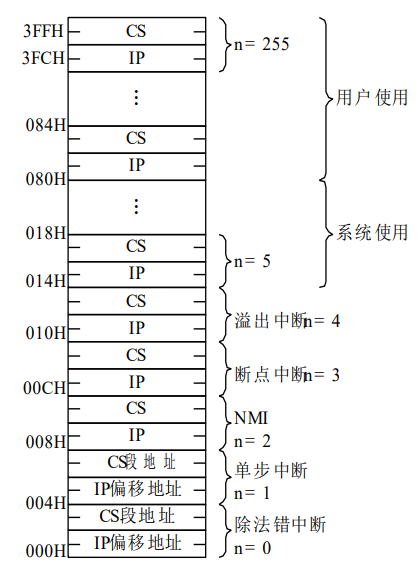 3FFH CS
n= 255
3FCH IP
⋮
用户使用
084H
CS
IP
080H
⋮
系统使用
018H
CS
n= 5
014H IP
CS
溢出中断n= 4
010H IP
CS
断点中断n= 3
00CH IP
CS
NMI
008H IP
n= 2
CS段地址
单步中断
004H IP偏移地址
n= 1
CS段地址
除法错中断
000H IP偏移地址
n= 0